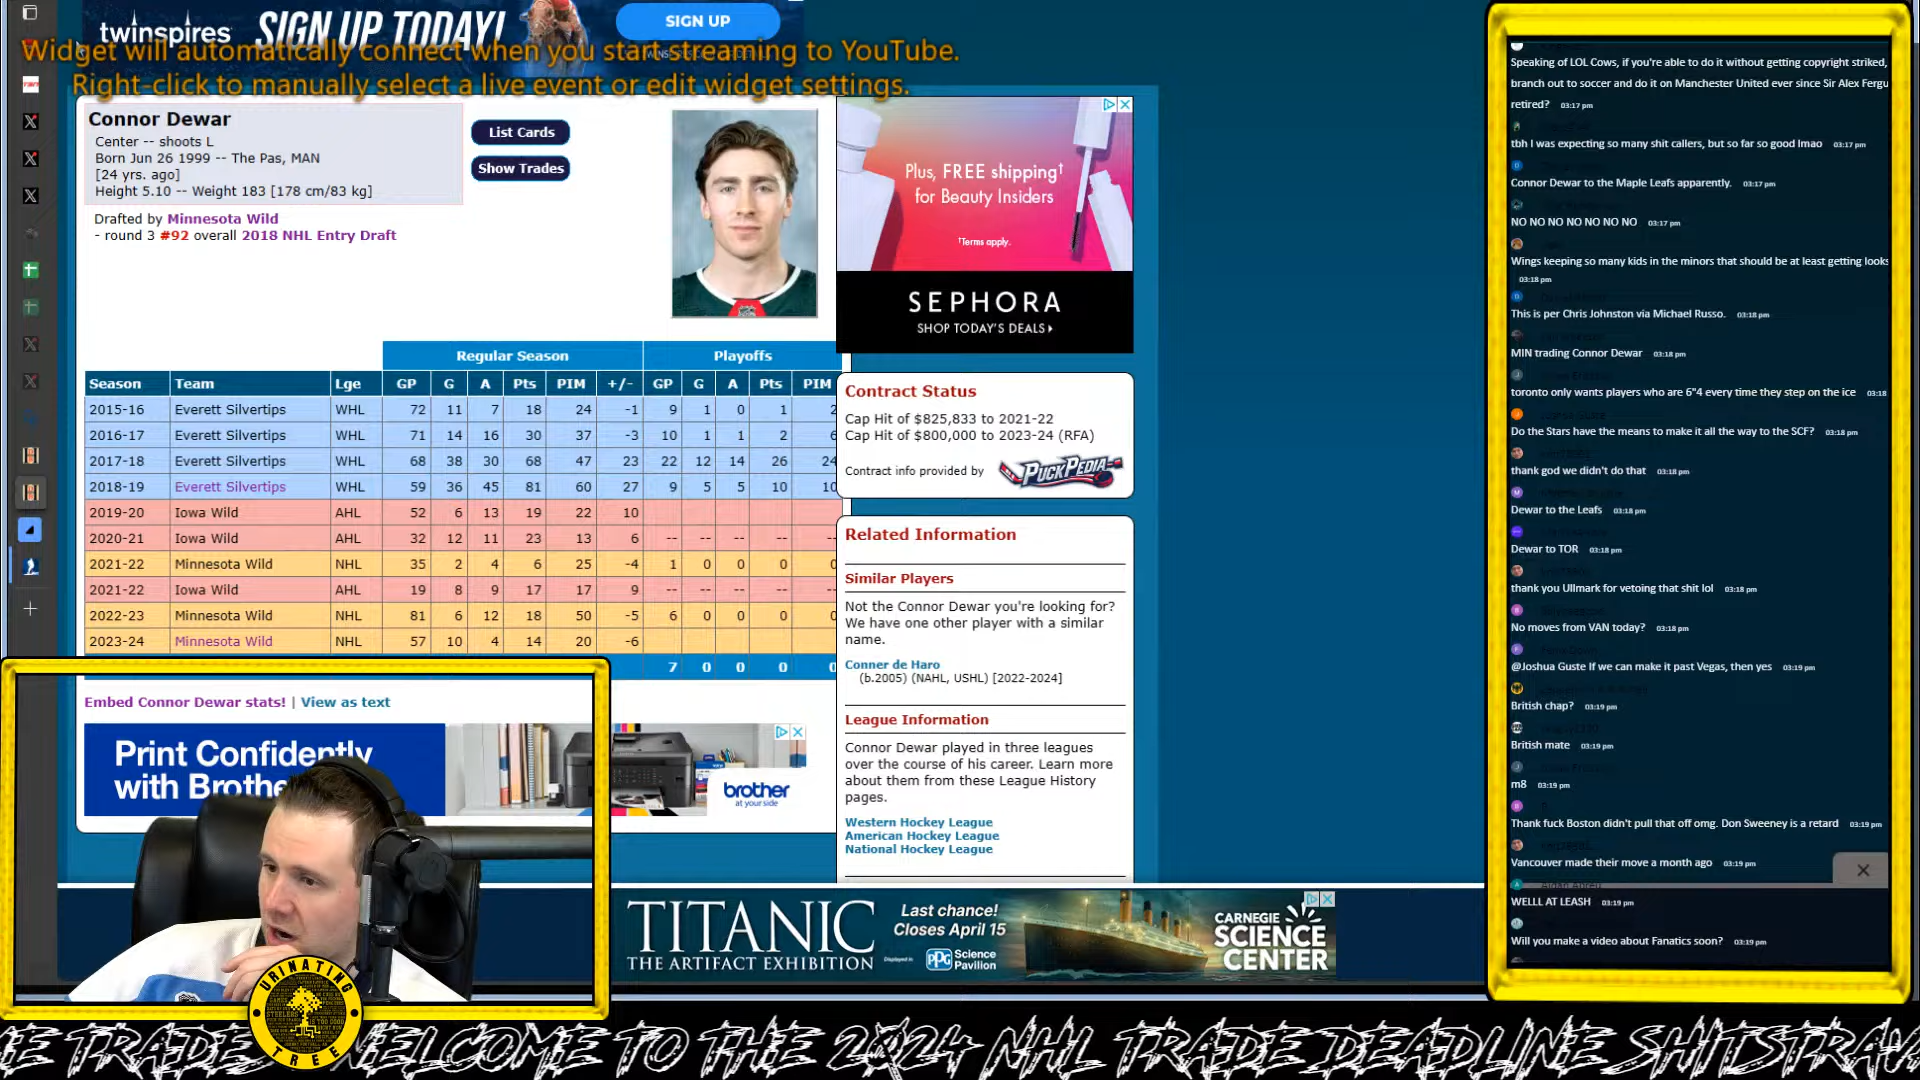 twinspires SIGN UP TODAY! SIGN UP
Widget will automatically connect when you start streaming to YouTube.
Right-click to manually select a live event or edit widget settings.
Connor Dewar
Center -- shoots L
Born Jun 26 1999 -- The Pas, MAN
[24 yrs. ago]
Height 5.10 -- Weight 183 [178 cm/83 kg]
List Cards
Show Trades
Drafted by Minnesota Wild
- round 3 #92 overall 2018 NHL Entry Draft
Regular Season Playoffs
Season Team Lge GP G A Pts PIM +/- GP G A Pts PIM
2015-16 Everett Silvertips WHL 72 11 7 18 24 -1 9 1 0 1 2
2016-17 Everett Silvertips WHL 71 14 16 30 37 -3 10 1 1 2 6
2017-18 Everett Silvertips WHL 68 38 30 68 47 23 22 12 14 26 24
2018-19 Everett Silvertips WHL 59 36 45 81 60 27 9 5 5 10 10
2019-20 Iowa Wild AHL 52 6 13 19 22 10
2020-21 Iowa Wild AHL 32 12 11 23 13 6 -- -- -- -- --
2021-22 Minnesota Wild NHL 35 2 4 6 25 -4 1 0 0 0 0
2021-22 Iowa Wild AHL 19 8 9 17 17 9 -- -- -- -- --
2022-23 Minnesota Wild NHL 81 6 12 18 50 -5 6 0 0 0 0
2023-24 Minnesota Wild NHL 57 10 4 14 20 -6
7 0 0 0 0
Embed Connor Dewar stats! | View as text
Print Confidently
with Brothe
brother
at your side
Plus, FREE shipping†
for Beauty Insiders
†Terms apply.
SEPHORA
SHOP TODAY'S DEALS
Contract Status
Cap Hit of $825,833 to 2021-22
Cap Hit of $800,000 to 2023-24 (RFA)
Contract info provided by PUCKPEDIA
Related Information
Similar Players
Not the Connor Dewar you're looking for?
We have one other player with a similar
name.
Conner de Haro
(b.2005) (NAHL, USHL) [2022-2024]
League Information
Connor Dewar played in three leagues
over the course of his career. Learn more
about them from these League History
pages.
Western Hockey League
American Hockey League
National Hockey League
TITANIC
THE ARTIFACT EXHIBITION
Last chance!
Closes April 15
Displayed in PPG Science
Pavilion
CARNEGIE
SCIENCE
CENTER
Speaking of LOL Cows, if you're able to do it without getting copyright striked,
branch out to soccer and do it on Manchester United ever since Sir Alex Fergu
retired? 03:17 pm
tbh I was expecting so many shit callers, but so far so good lmao 03:17 pm
Connor Dewar to the Maple Leafs apparently. 03:17 pm
NO NO NO NO NO NO NO 03:17 pm
Wings keeping so many kids in the minors that should be at least getting looks
03:18 pm
This is per Chris Johnston via Michael Russo. 03:18 pm
MIN trading Connor Dewar 03:18 pm
toronto only wants players who are 6"4 every time they step on the ice 03:18
Do the Stars have the means to make it all the way to the SCF? 03:18 pm
thank god we didn't do that 03:18 pm
Dewar to the Leafs 03:18 pm
Dewar to TOR 03:18 pm
thank you Ullmark for vetoing that shit lol 03:18 pm
No moves from VAN today? 03:18 pm
@Joshua Guste If we can make it past Vegas, then yes 03:19 pm
British chap? 03:19 pm
British mate 03:19 pm
m8 03:19 pm
Thank fuck Boston didn't pull that off omg. Don Sweeney is a retard 03:19 pm
Vancouver made their move a month ago 03:19 pm
WELLL AT LEASH 03:19 pm
Will you make a video about Fanatics soon? 03:19 pm
URINATING
TREE
E TRADE WELCOME TO THE 2024 NHL TRADE DEADLINE SHITSTRAV